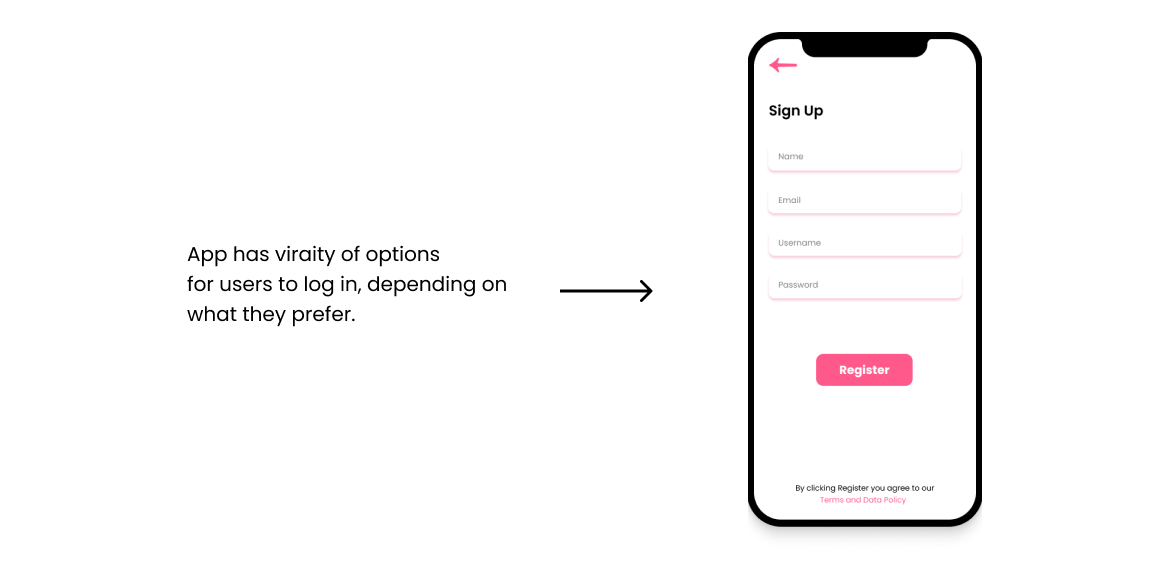 App has viraity of options
for users to log in, depending on
what they prefer.
Sign Up
Name
Email
Username
Password
Register
By clicking Register you agree to our
Terms and Data Policy